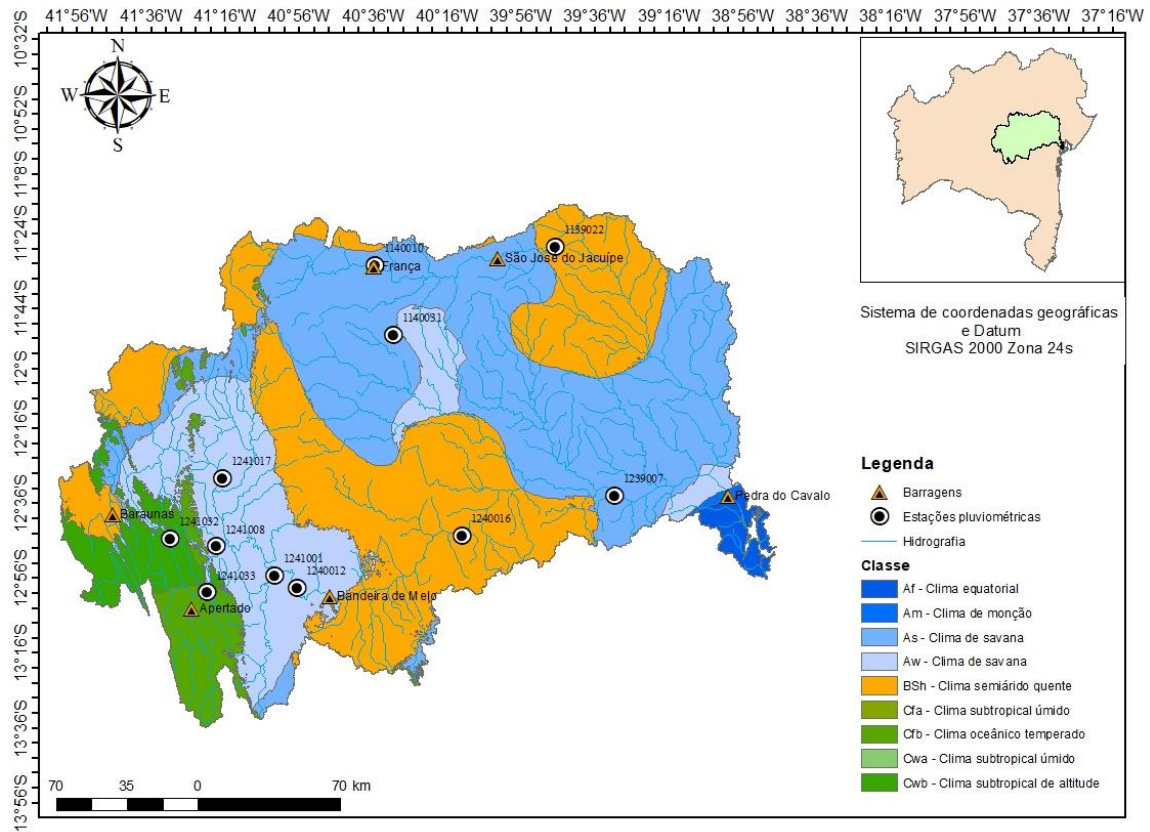 41°56'W 41°36'W 41°16'W 40°56'W 40°36'W 40°16'W 39°56'W 39°36'W 39°16'W 38°56'W 38°36'W 38°16'W 37°56'W 37°36'W 37°16'W
10°32'S
10°52'S
11°8'S
11°24'S
11°44'S
12°0'S
12°16'S
12°36'S
12°56'S
13°16'S
13°36'S
13°56'S
N
W
E
S
1139022
1140010
França
São José do Jacuípe
1140031
1241017
1239007
Pedra do Cavalo
Baraunas
1241032
1241008
1240016
1241001
1240012
1241033
Apertado
Bandeira de Melo
70 35 0 70 km
Sistema de coordenadas geográficas
e Datum
SIRGAS 2000 Zona 24s
Legenda
Barragens
Estações pluviométricas
Hidrografia
Classe
Af - Clima equatorial
Am - Clima de monção
As - Clima de savana
Aw - Clima de savana
BSh - Clima semiárido quente
Cfa - Clima subtropical úmido
Cfb - Clima oceânico temperado
Cwa - Clima subtropical úmido
Cwb - Clima subtropical de altitude